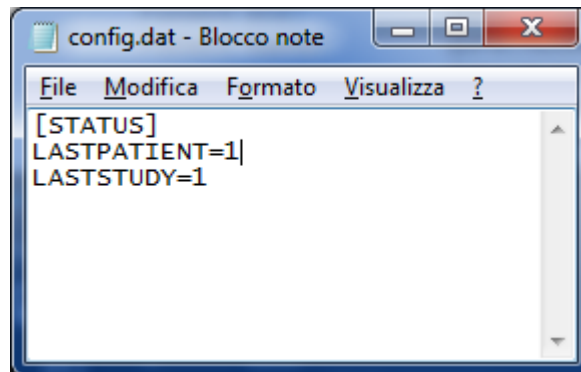 config.dat - Blocco note
File Modifica Formato Visualizza ?
[STATUS]
LASTPATIENT=1
LASTSTUDY=1